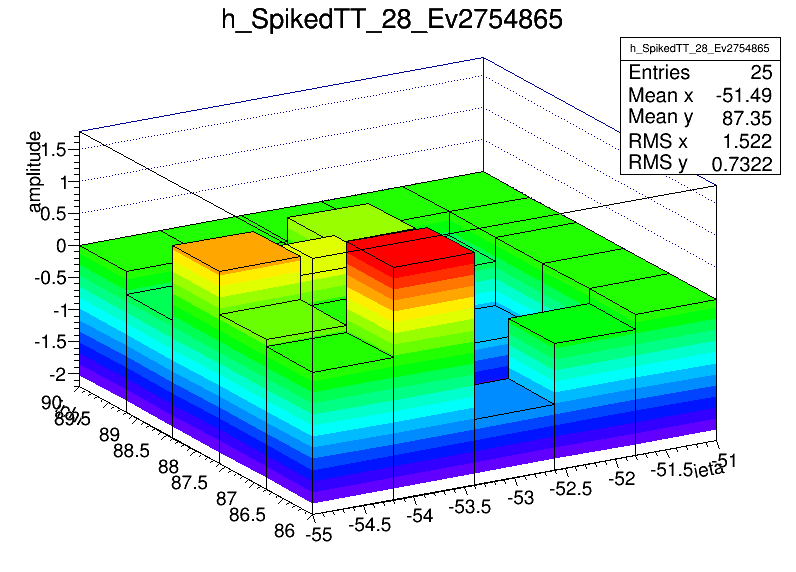 h_SpikedTT_28_Ev2754865
h_SpikedTT_28_Ev2754865
Entries 25
Mean x -51.49
Mean y 87.35
RMS x 1.522
RMS y 0.7322
amplitude
1.5
1
0.5
0
-0.5
-1
-1.5
-2
90
89.5
89
88.5
88
87.5
87
86.5
86
-55
-54.5
-54
-53.5
-53
-52.5
-52
-51.5
-51
ieta